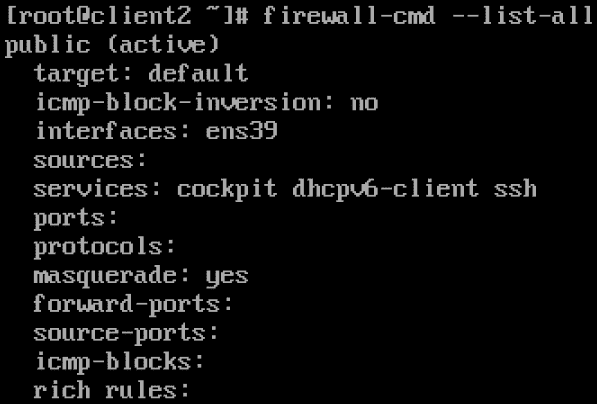 [root@client2 ~]# firewall-cmd --list-all
public (active)
  target: default
  icmp-block-inversion: no
  interfaces: ens39
  sources:
  services: cockpit dhcpv6-client ssh
  ports:
  protocols:
  masquerade: yes
  forward-ports:
  source-ports:
  icmp-blocks:
  rich rules: